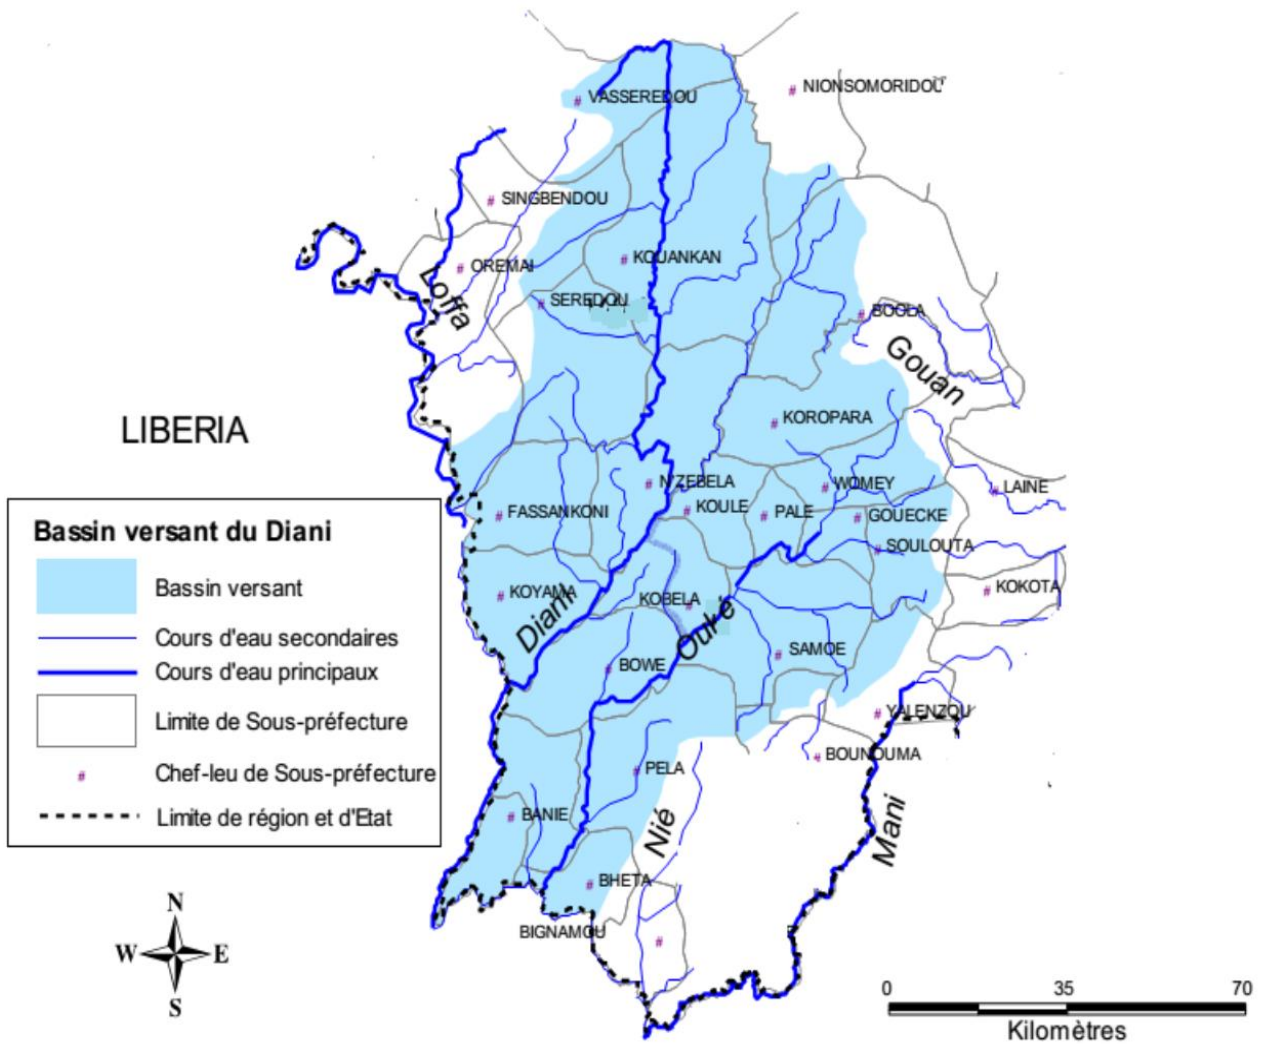 NIONSOMORIDOU
VASSEREDOU
SINGBENDOU
KOUANKAN
OREMAI
SEREDOU
Loffa
BOOLA
Gouan
LIBERIA
KOROPARA
N'ZEBELA
WOMEY
LAINE
FASSANKONI
KOULE
PALE
GOUECKE
SOULOUTA
KOYAMA
KOBELA
KOKOTA
Diani
Oulé
SAMOE
BOWE
YALENZOU
BOUNOUMA
PELA
Nié
Mani
BANIE
BHETA
BIGNAMOU
Bassin versant du Diani
Bassin versant
Cours d'eau secondaires
Cours d'eau principaux
Limite de Sous-préfecture
# Chef-leu de Sous-préfecture
Limite de région et d'Etat
N
W E
S
0 35 70
Kilomètres